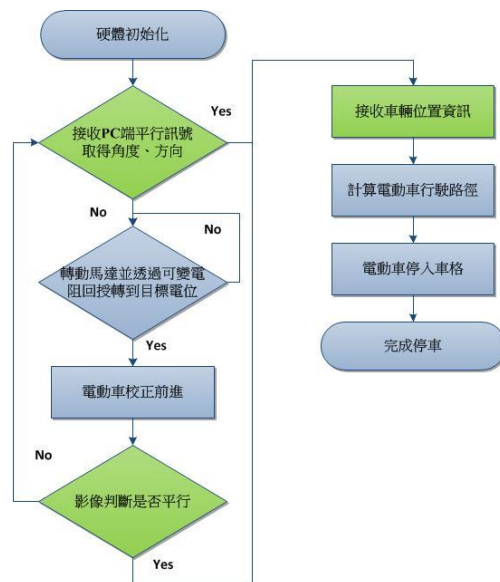 硬體初始化
接收PC端平行訊號
取得角度、方向
Yes
No
No
轉動馬達並透過可變電
阻回授轉到目標電位
Yes
電動車校正前進
No
影像判斷是否平行
Yes
接收車輛位置資訊
計算電動車行駛路徑
電動車停入車格
完成停車